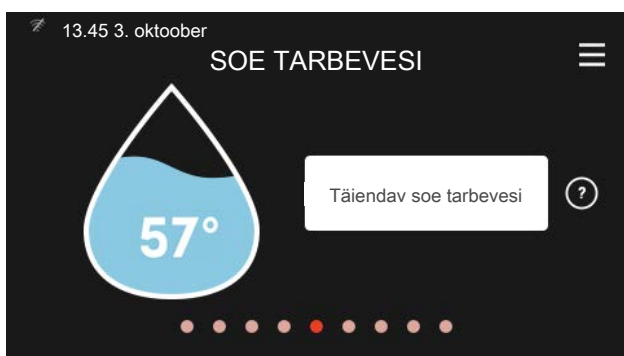 13.45 3. oktoober
SOE TARBEVESI
57°
Täiendav soe tarbevesi
?